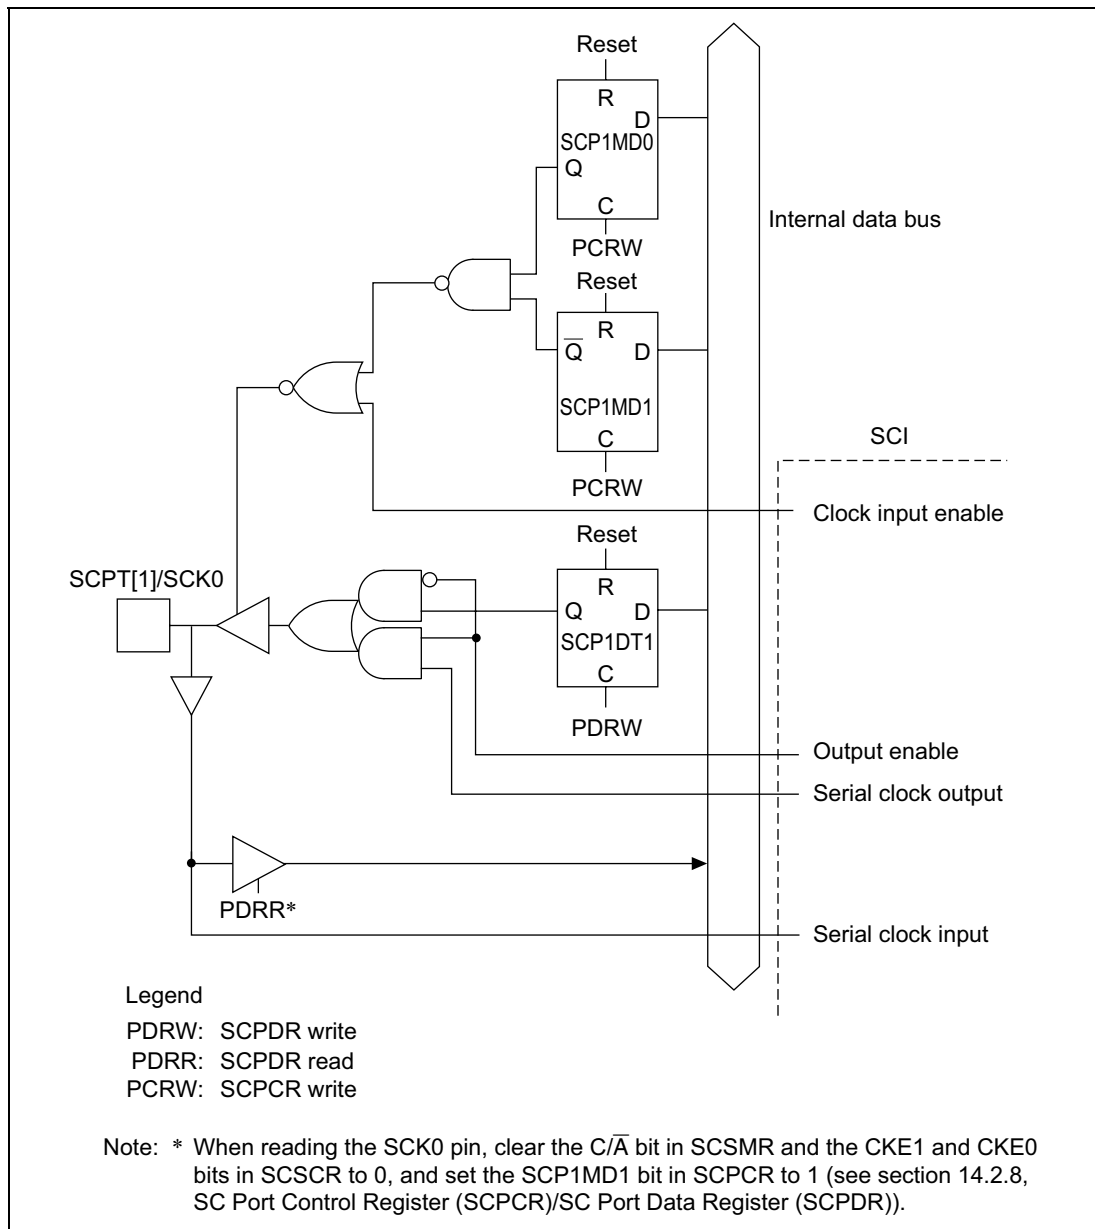 Reset
R
D
SCP1MD0
Q
C
PCRW
Internal data bus
Reset
R
Q̅ D
SCP1MD1
C
PCRW
SCI
Clock input enable
Reset
SCPT[1]/SCK0
R
Q D
SCP1DT1
C
PDRW
Output enable
Serial clock output
PDRR*
Serial clock input
Legend
PDRW: SCPDR write
PDRR: SCPDR read
PCRW: SCPCR write
Note: * When reading the SCK0 pin, clear the C/A̅ bit in SCSMR and the CKE1 and CKE0
bits in SCSCR to 0, and set the SCP1MD1 bit in SCPCR to 1 (see section 14.2.8,
SC Port Control Register (SCPCR)/SC Port Data Register (SCPDR)).